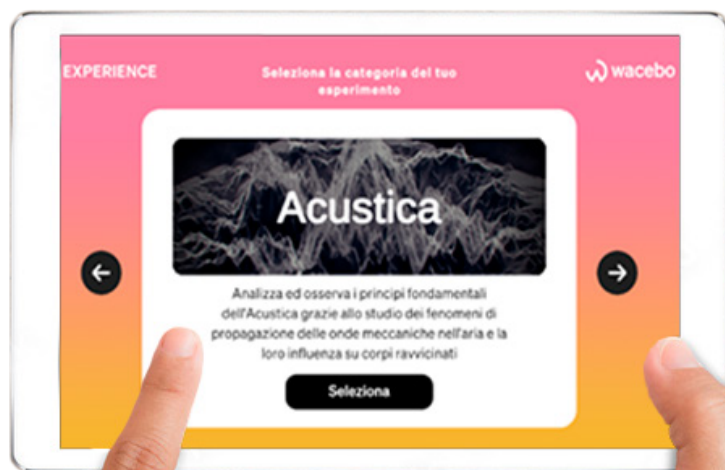 EXPERIENCE
Seleziona la categoria del tuo
esperimento
wacebo
Acustica
Analizza ed osserva i principi fondamentali
dell'Acustica grazie allo studio dei fenomeni di
propagazione delle onde meccaniche nell'aria e la
loro influenza su corpi ravvicinati
Seleziona